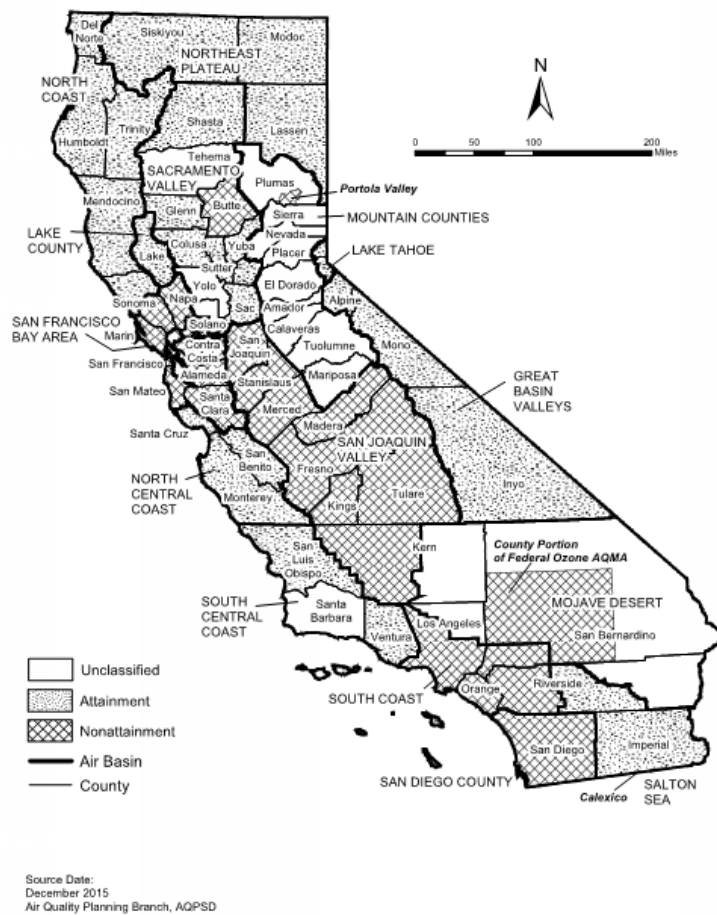 Del
Norte
Siskiyou
Modoc
NORTHEAST
PLATEAU
N
NORTH
COAST
Trinity
Shasta
Lassen
Humboldt
0
50
100
200
Miles
Tehema
SACRAMENTO
VALLEY
Plumas
Portola Valley
Mendocino
Glenn
Butte
Sierra
MOUNTAIN COUNTIES
LAKE
COUNTY
Lake
Colusa
Yuba
Nevada
Placer
LAKE TAHOE
Sutter
Sonoma
Napa
Yolo
El Dorado
Sac
Amador
Alpine
SAN FRANCISCO
BAY AREA
Marin
Solano
Calaveras
Contra
Costa
San
Joaquin
Tuolumne
Mono
San Francisco
Alameda
Stanislaus
Mariposa
GREAT
BASIN
VALLEYS
San Mateo
Santa
Clara
Merced
Madera
Santa Cruz
SAN JOAQUIN
VALLEY
San
Benito
Fresno
Inyo
NORTH
CENTRAL
COAST
Monterey
Kings
Tulare
San
Luis
Obispo
Kern
County Portion
of Federal Ozone AQMA
MOJAVE DESERT
SOUTH
CENTRAL
COAST
Santa
Barbara
Ventura
Los Angeles
San Bernardino
Unclassified
Attainment
Nonattainment
Air Basin
County
SOUTH COAST
Orange
Riverside
San Diego
Imperial
SAN DIEGO COUNTY
Calexico
SALTON
SEA
Source Date:
December 2015
Air Quality Planning Branch, AQPSD